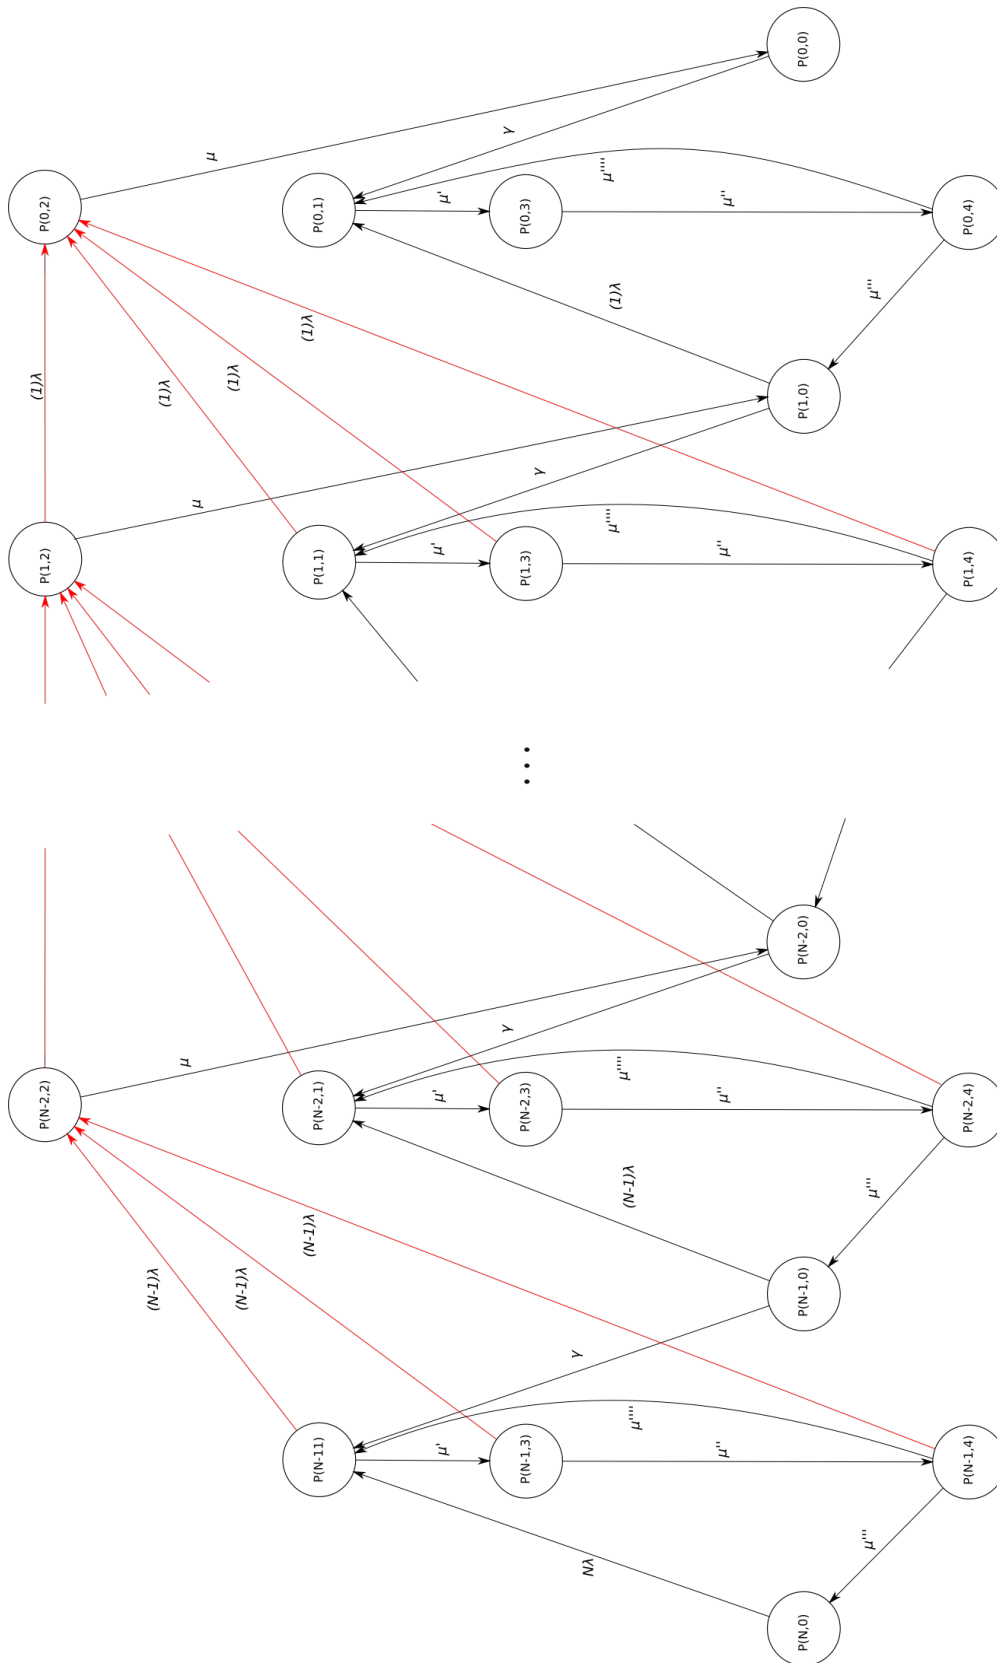 P(N-2,2)
P(1,2)
(1)λ
P(0,2)
(N-1)λ
(1)λ
μ
μ
μ
(N-1)λ
(1)λ
(N-1)λ
(1)λ
P(N-11)
P(N-2,1)
P(1,1)
P(0,1)
μ'
μ'
μ'
μ'
γ
γ
γ
γ
P(N-1,3)
P(N-2,3)
...
P(1,3)
P(0,3)
Nλ
(N-1)λ
(1)λ
μ''''
μ''''
μ''''
μ''''
μ''
μ''
μ''
μ''
P(N,0)
P(N-1,0)
P(N-2,0)
P(1,0)
P(0,0)
μ'''
μ'''
μ'''
P(N-1,4)
P(N-2,4)
P(1,4)
P(0,4)